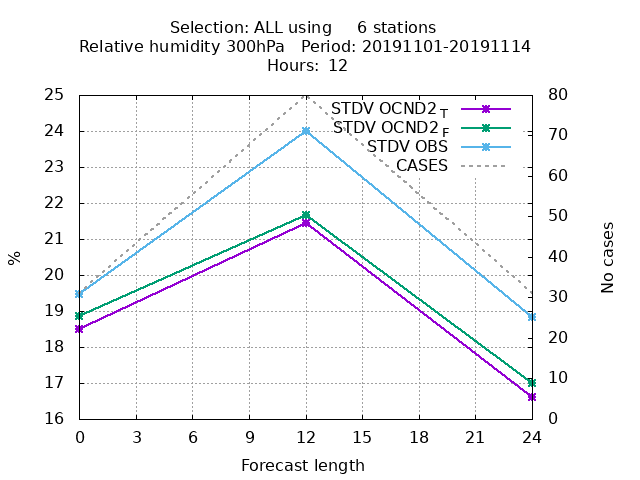 Selection: ALL using 6 stations
Relative humidity 300hPa Period: 20191101-20191114
Hours: 12
25
24
23
22
21
20
19
18
17
16
%
80
70
60
50
40
30
20
10
0
No cases
STDV OCND2 T
STDV OCND2 F
STDV OBS
CASES
0 3 6 9 12 15 18 21 24
Forecast length